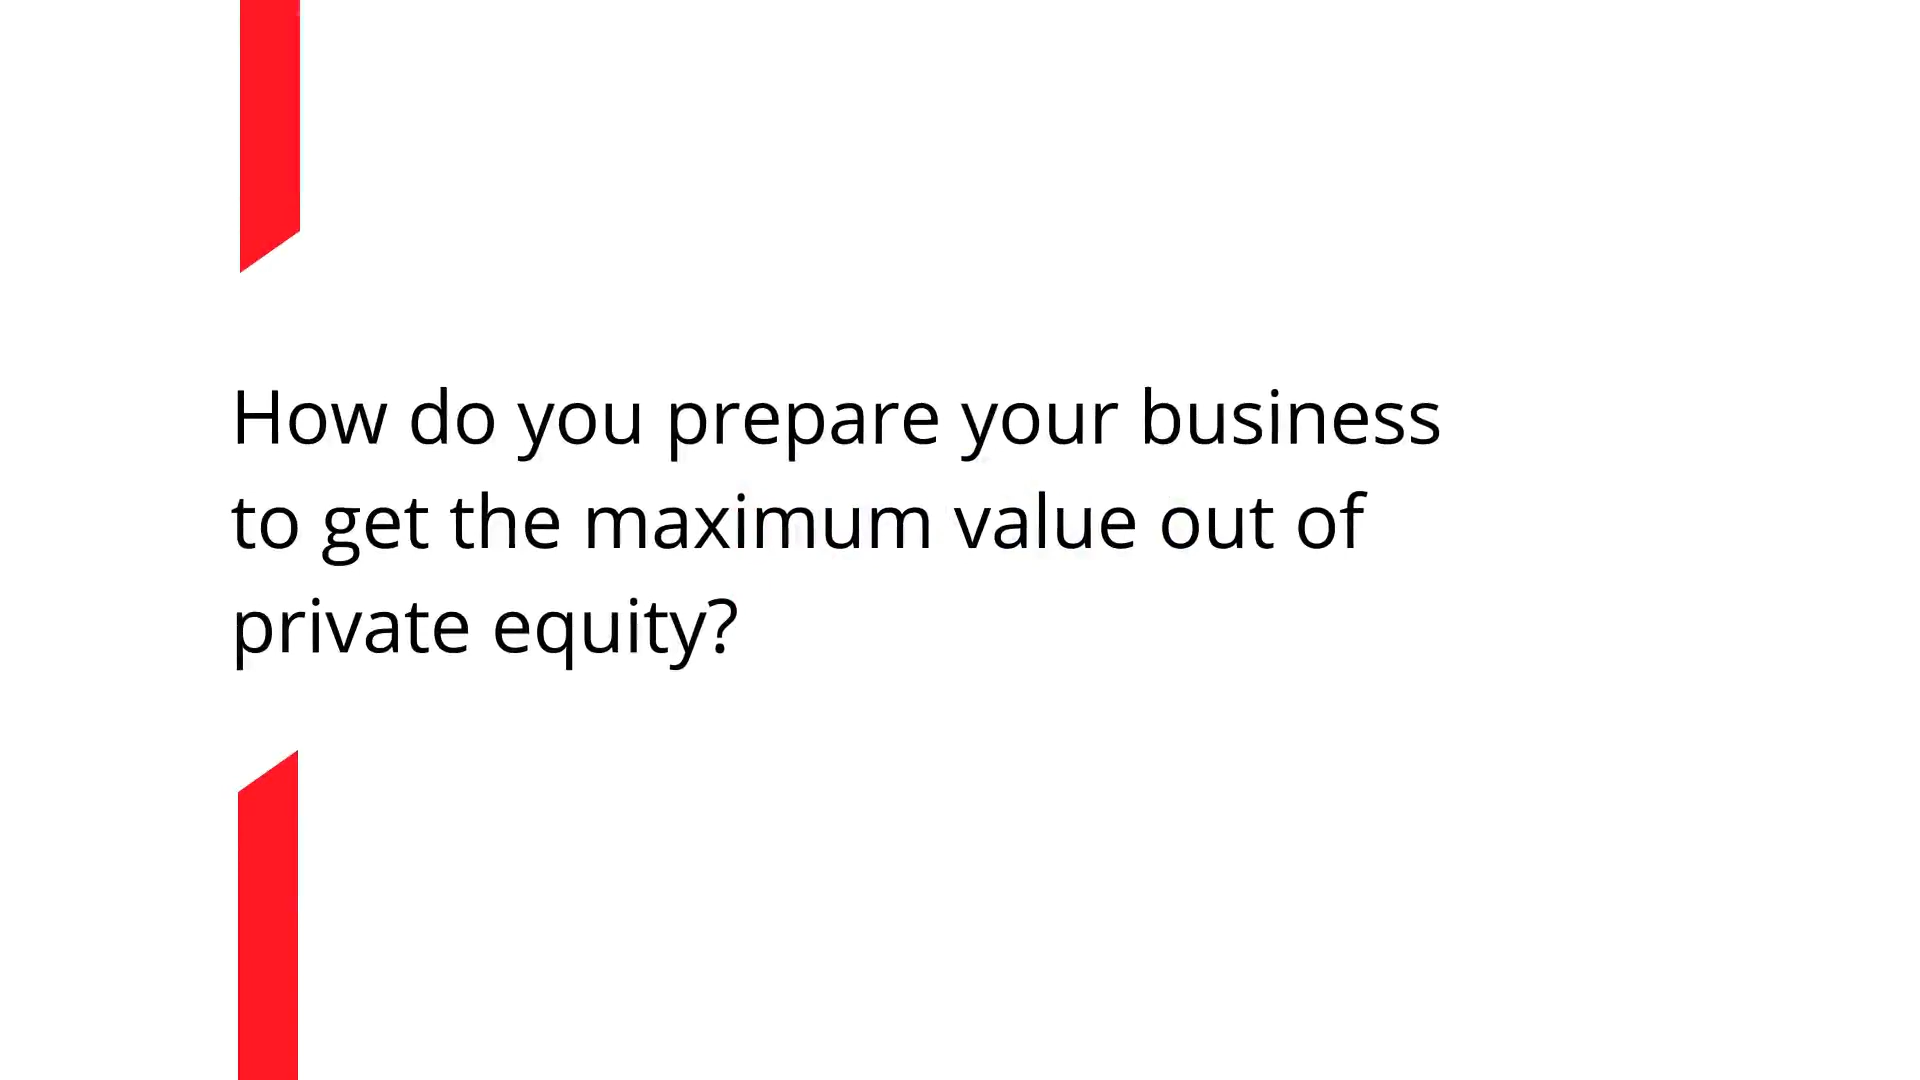 How do you prepare your business
to get the maximum value out of
private equity?